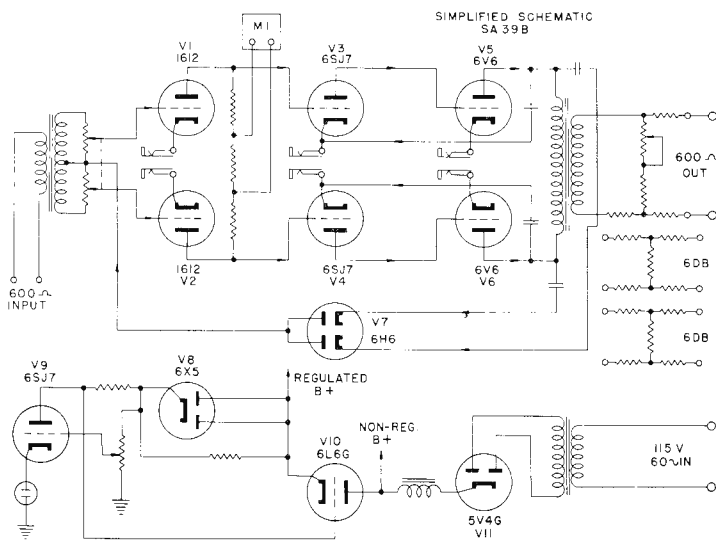 SIMPLIFIED SCHEMATIC
SA 39B
M1
V1
1612
V3
6SJ7
V5
6V6
600 Ω
OUT
1612
V2
6SJ7
V4
6V6
V6
600 Ω
INPUT
6DB
V7
6H6
6DB
V9
6SJ7
V8
6X5
REGULATED
B+
NON-REG.
B+
V10
6L6G
115 V
60~IN
5V4G
V11